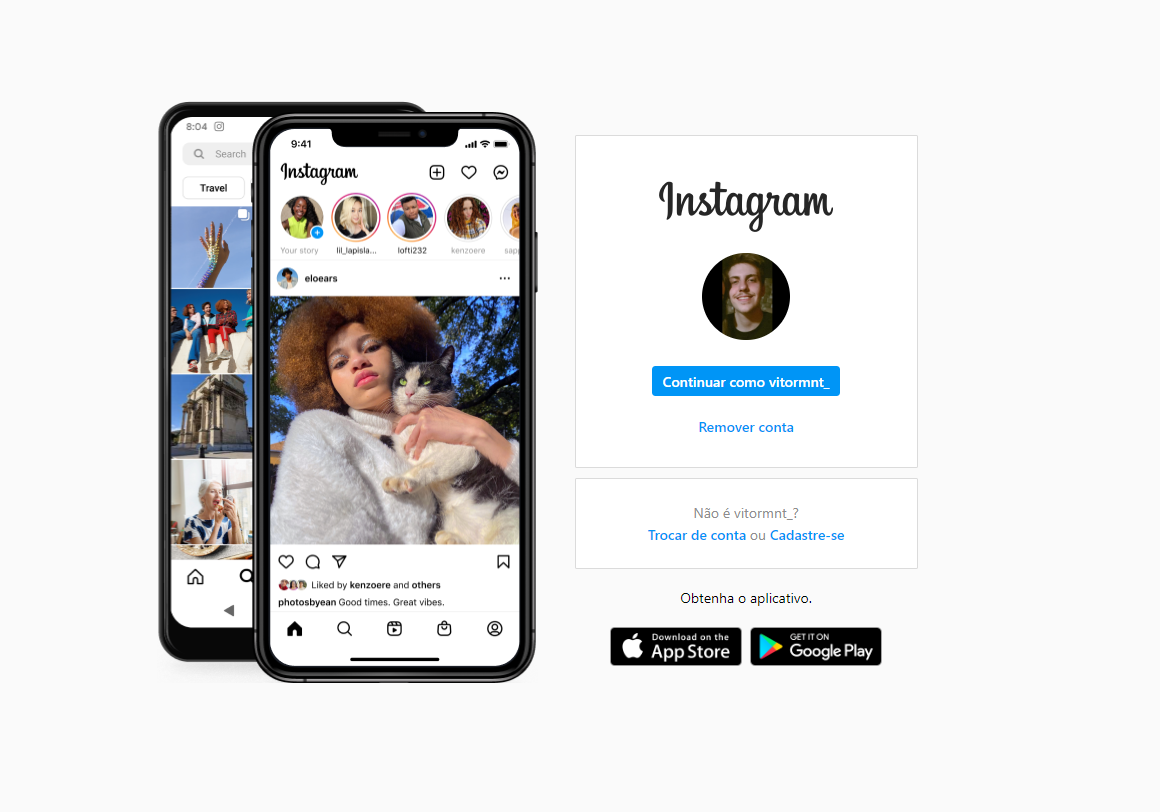 8:04
Search
Travel
9:41
Instagram
Your story
lil_lapisla...
lofti232
kenzoere
sap
eloears
Liked by kenzoere and others
photosbyean Good times. Great vibes.
Instagram
Continuar como vitormnt_
Remover conta
Não é vitormnt_?
Trocar de conta ou Cadastre-se
Obtenha o aplicativo.
Download on the
App Store
GET IT ON
Google Play